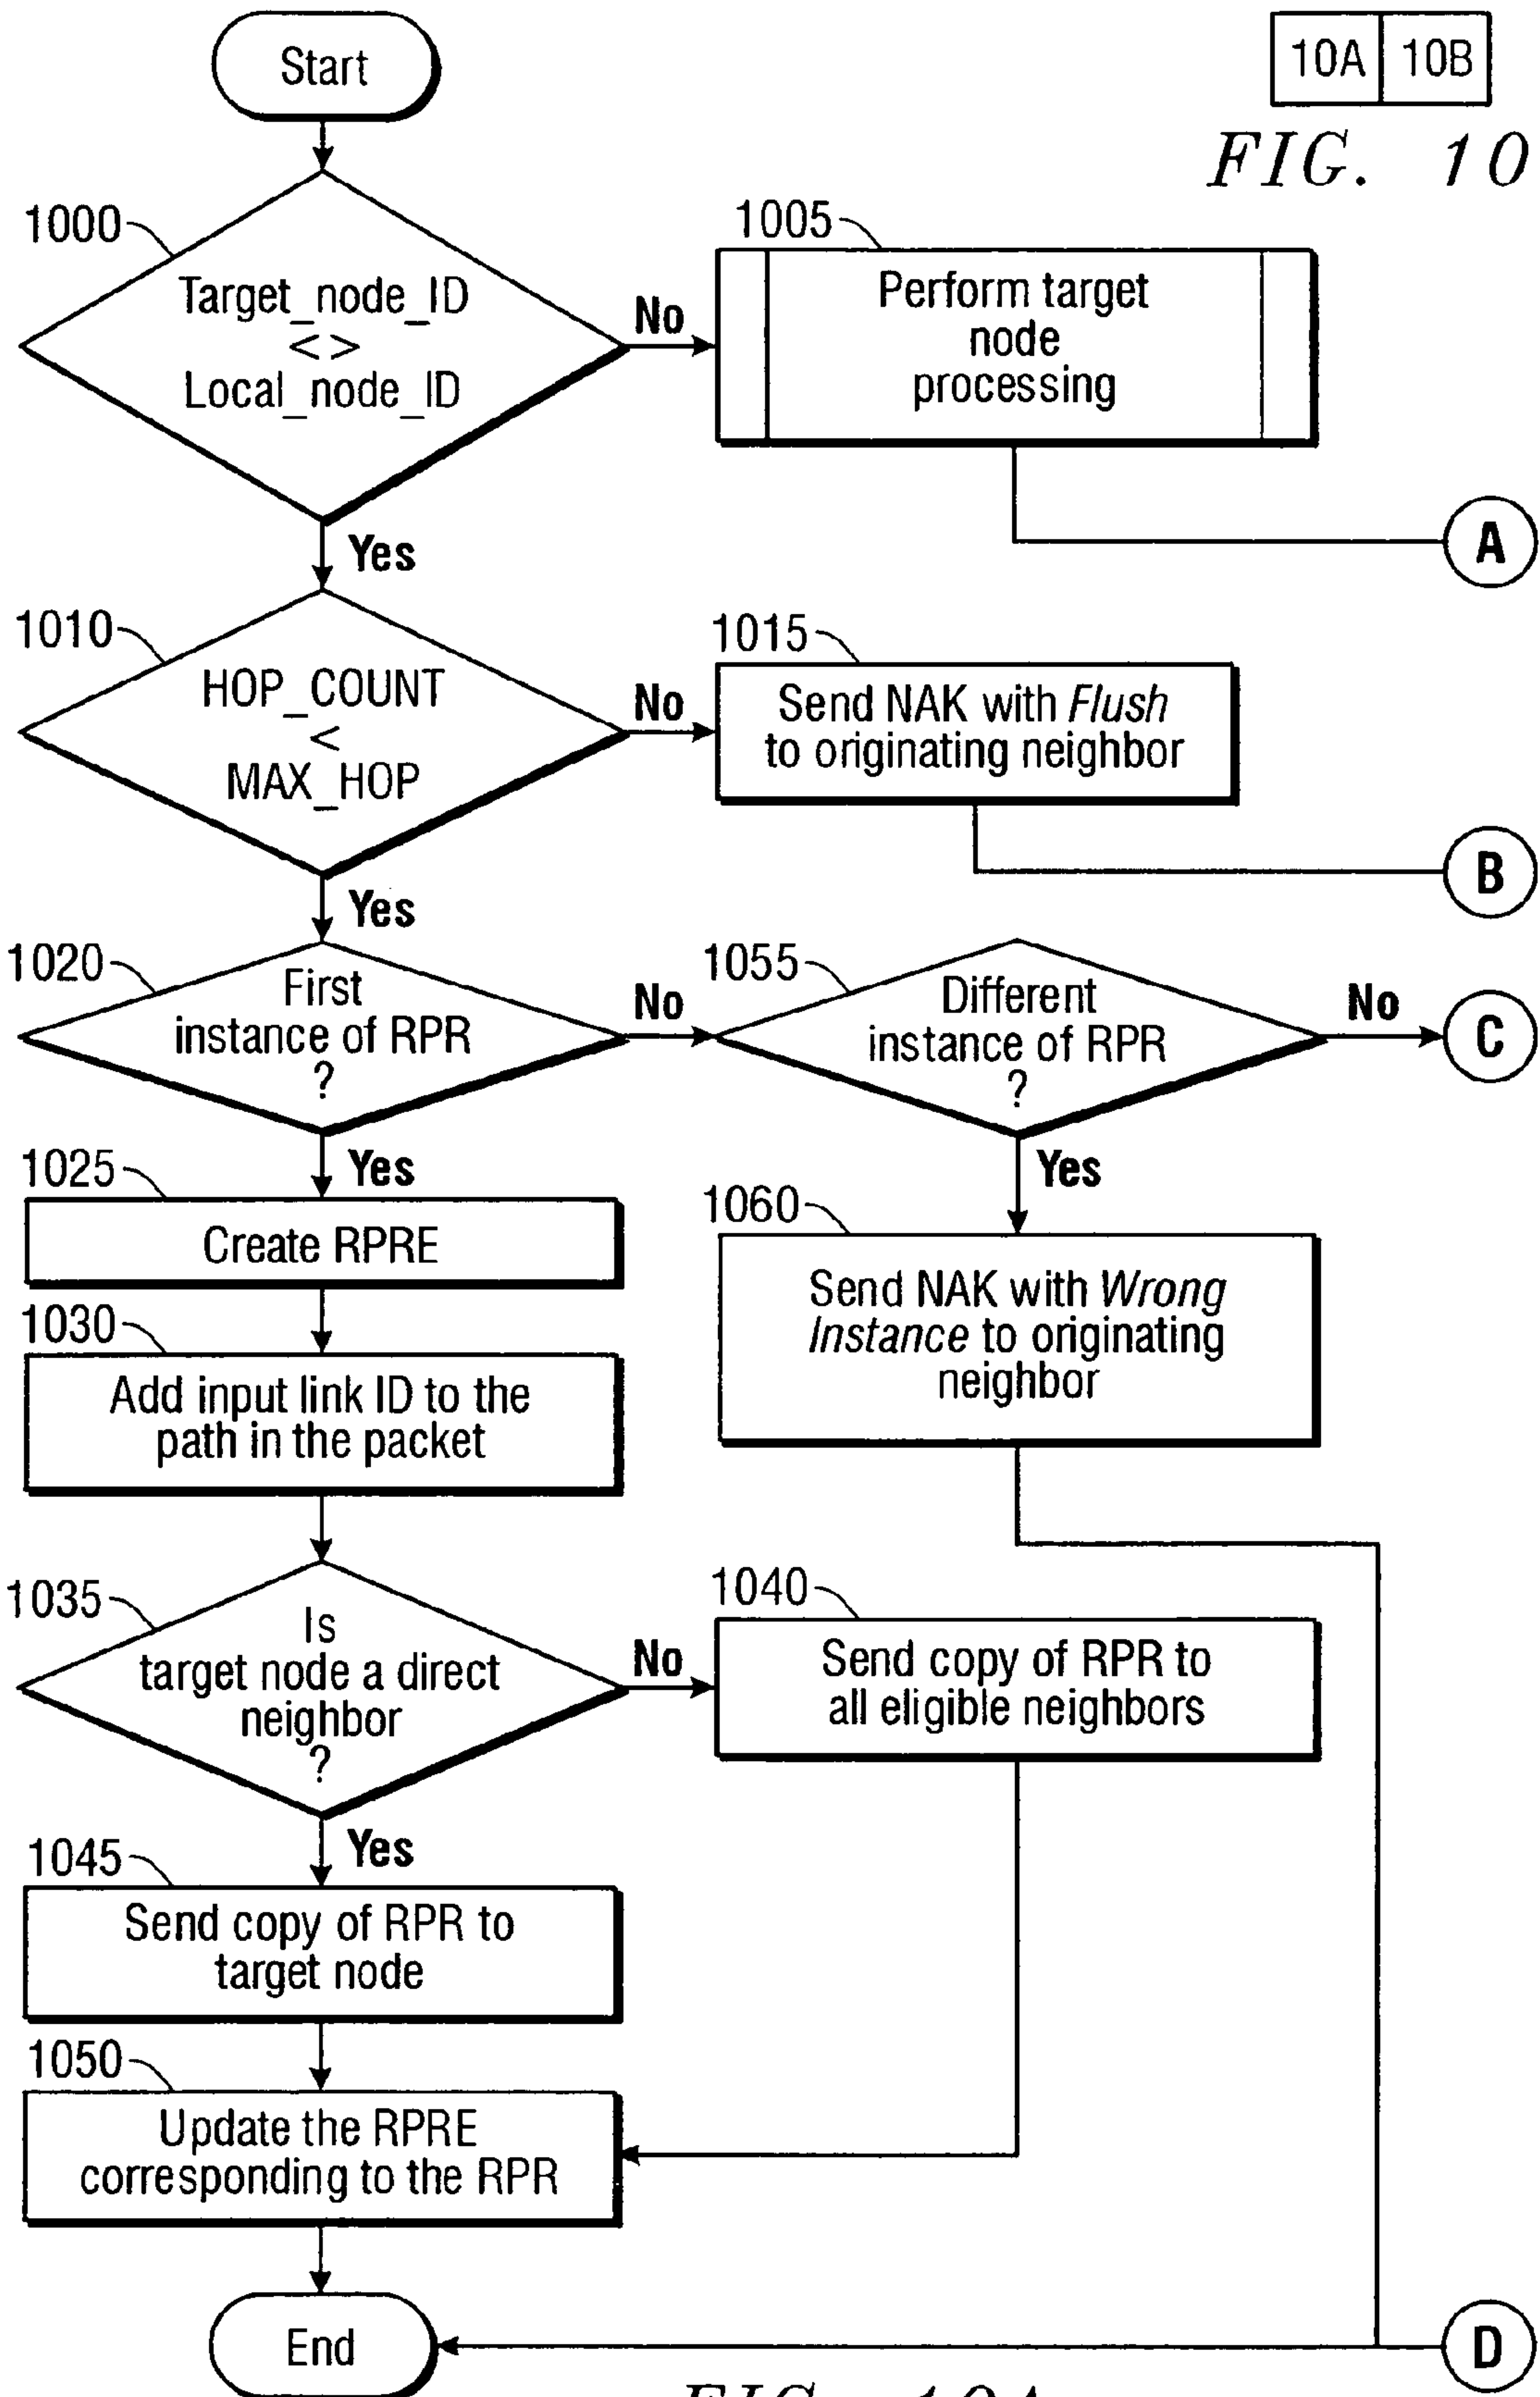 Start
10A 10B
FIG. 10
1000
Target_node_ID
<>
Local_node_ID
No
1005
Perform target
node
processing
A
Yes
1010
HOP_COUNT
<
MAX_HOP
No
1015
Send NAK with Flush
to originating neighbor
B
Yes
1020
First
instance of RPR
?
No
1055
Different
instance of RPR
?
No
C
Yes
1025
Create RPRE
Yes
1060
Send NAK with Wrong
Instance to originating
neighbor
1030
Add input link ID to the
path in the packet
1035
Is
target node a direct
neighbor
?
No
1040
Send copy of RPR to
all eligible neighbors
Yes
1045
Send copy of RPR to
target node
1050
Update the RPRE
corresponding to the RPR
End
D
FIG. 10A